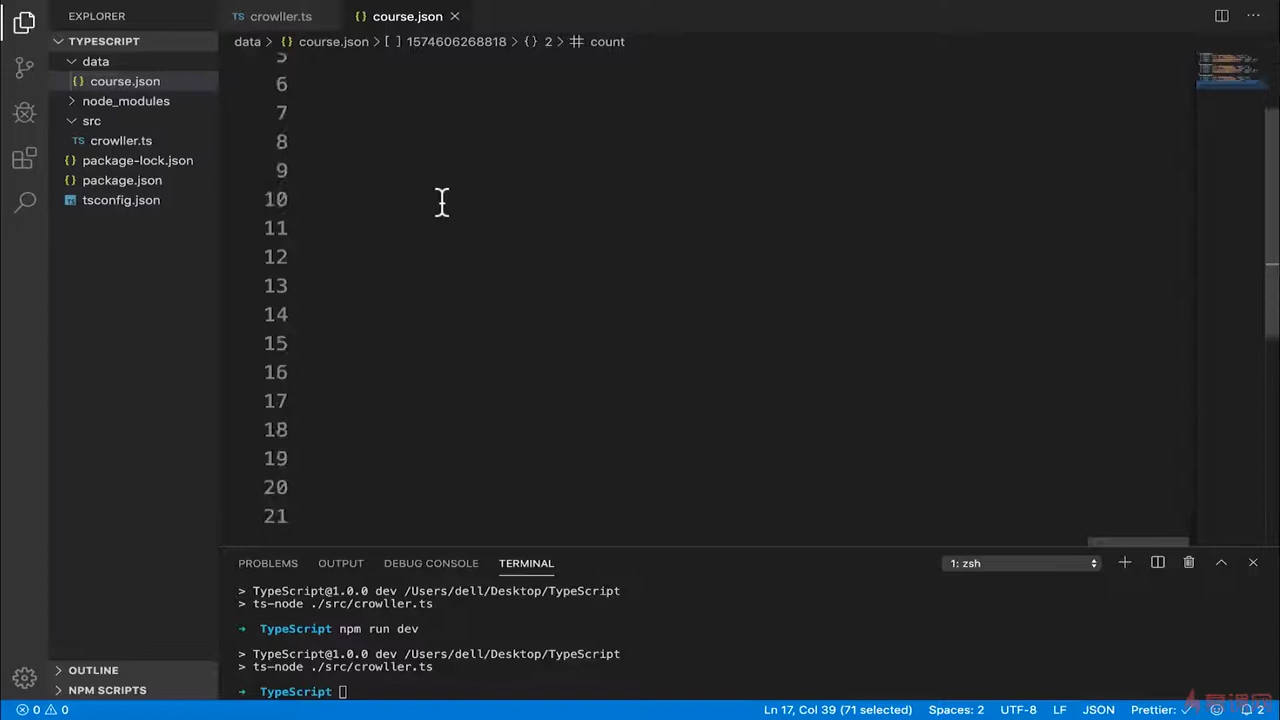 EXPLORER
TS crowller.ts
{} course.json
TYPESCRIPT
data
{} course.json
node_modules
src
TS crowller.ts
{} package-lock.json
{} package.json
tsconfig.json
data > {} course.json > [ ] 1574606268818 > {} 2 > count
5
6
7
8
9
10
11
12
13
14
15
16
17
18
19
20
21
PROBLEMS OUTPUT DEBUG CONSOLE TERMINAL
1: zsh
> TypeScript@1.0.0 dev /Users/dell/Desktop/TypeScript
> ts-node ./src/crowller.ts
→ TypeScript npm run dev
> TypeScript@1.0.0 dev /Users/dell/Desktop/TypeScript
> ts-node ./src/crowller.ts
→ TypeScript
OUTLINE
NPM SCRIPTS
0 0
Ln 17, Col 39 (71 selected) Spaces: 2 UTF-8 LF JSON Prettier: ✓ 2
慕课网